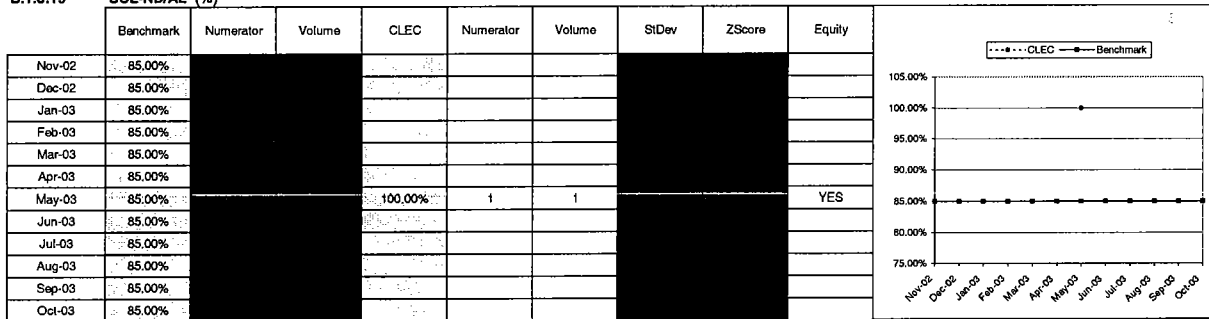 (%)
Benchmark Numerator Volume CLEC Numerator Volume StDev ZScore Equity
Nov-02 85.00%
Dec-02 85.00%
Jan-03 85.00%
Feb-03 85.00%
Mar-03 85.00%
Apr-03 85.00%
May-03 85.00% 100.00% 1 1 YES
Jun-03 85.00%
Jul-03 85.00%
Aug-03 85.00%
Sep-03 85.00%
Oct-03 85.00%
CLEC Benchmark
105.00%
100.00%
95.00%
90.00%
85.00%
80.00%
75.00%
Nov-02 Dec-02 Jan-03 Feb-03 Mar-03 Apr-03 May-03 Jun-03 Jul-03 Aug-03 Sep-03 Oct-03